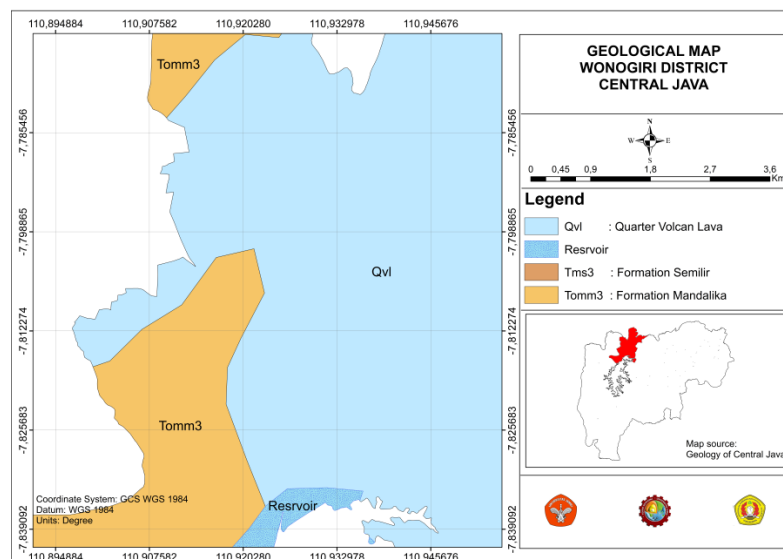 110,894884 110,907582 110,920280 110,932978 110,945676
GEOLOGICAL MAP
WONOGIRI DISTRICT
CENTRAL JAVA
N
W E
S
0 0,45 0,9 1,8 2,7 3,6
Km
Legend
Qvl : Quarter Volcan Lava
Resrvoir
Tms3 : Formation Semilir
Tomm3 : Formation Mandalika
Map source:
Geology of Central Java
Tomm3
Qvl
Tomm3
Resrvoir
Coordinate System: GCS WGS 1984
Datum: WGS 1984
Units: Degree
-7,785456
-7,798865
-7,812274
-7,825683
-7,839092
-7,785456
-7,798865
-7,812274
-7,825683
-7,839092
110,894884 110,907582 110,920280 110,932978 110,945676